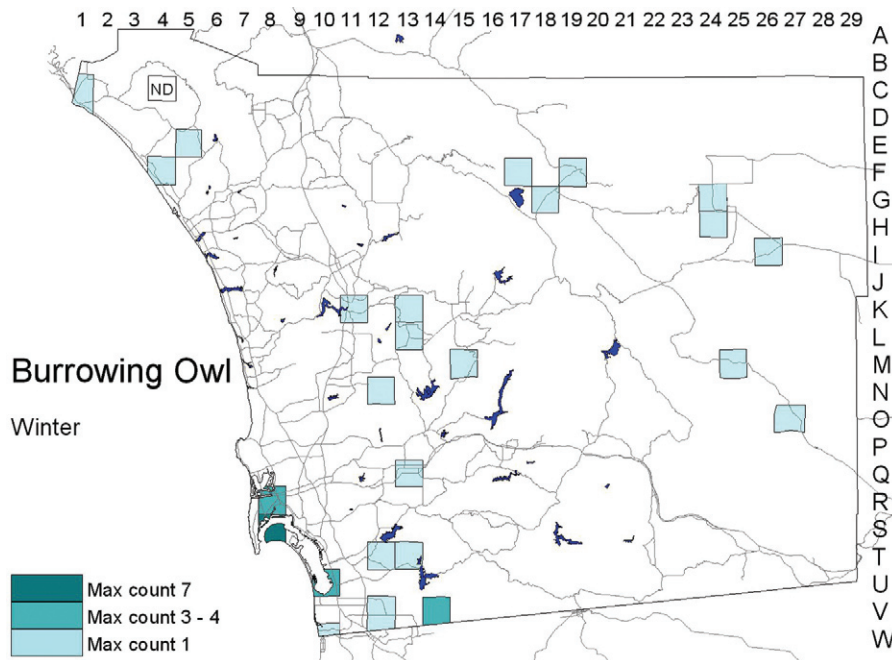 1 2 3 4 5 6 7 8 9 10 11 12 13 14 15 16 17 18 19 20 21 22 23 24 25 26 27 28 29
A
B
C
D
E
F
G
H
I
J
K
L
M
N
O
P
Q
R
S
T
U
V
W
ND
Burrowing Owl
Winter
Max count 7
Max count 3 - 4
Max count 1